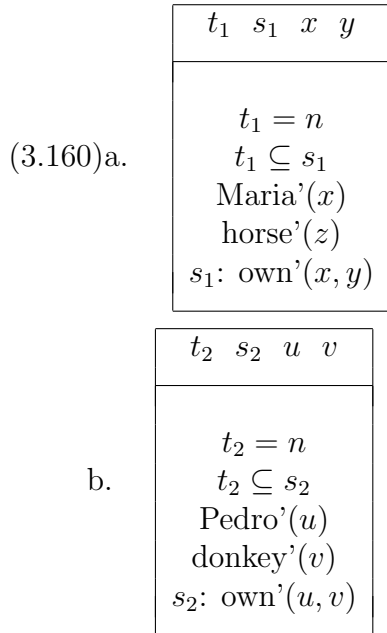 t₁ s₁ x y
t₁ = n
t₁ ⊆ s₁
(3.160)a. Maria’(x)
horse’(z)
s₁: own’(x, y)
t₂ s₂ u v
t₂ = n
t₂ ⊆ s₂
b. Pedro’(u)
donkey’(v)
s₂: own’(u, v)